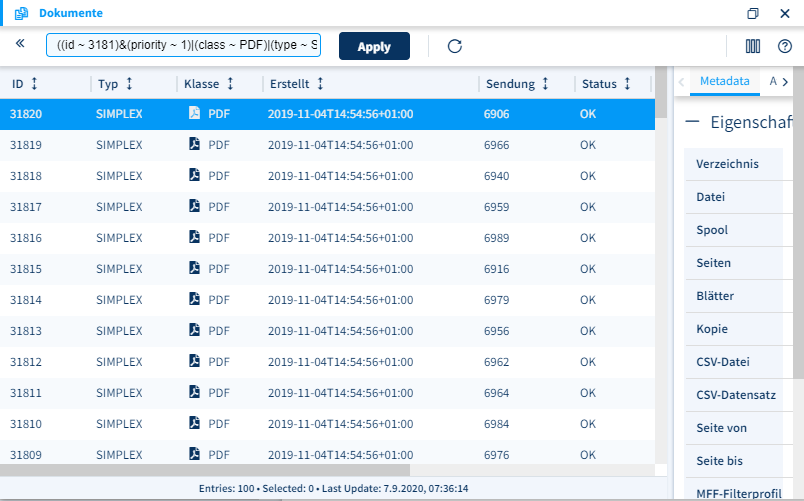 Dokumente
« ((id ~ 3181)&(priority ~ 1)|(class ~ PDF)|(type ~ S Apply
ID Typ Klasse Erstellt Sendung Status
31820 SIMPLEX PDF 2019-11-04T14:54:56+01:00 6906 OK
31819 SIMPLEX PDF 2019-11-04T14:54:56+01:00 6966 OK
31818 SIMPLEX PDF 2019-11-04T14:54:56+01:00 6940 OK
31817 SIMPLEX PDF 2019-11-04T14:54:56+01:00 6959 OK
31816 SIMPLEX PDF 2019-11-04T14:54:56+01:00 6989 OK
31815 SIMPLEX PDF 2019-11-04T14:54:56+01:00 6916 OK
31814 SIMPLEX PDF 2019-11-04T14:54:56+01:00 6979 OK
31813 SIMPLEX PDF 2019-11-04T14:54:56+01:00 6956 OK
31812 SIMPLEX PDF 2019-11-04T14:54:56+01:00 6962 OK
31811 SIMPLEX PDF 2019-11-04T14:54:56+01:00 6964 OK
31810 SIMPLEX PDF 2019-11-04T14:54:56+01:00 6984 OK
31809 SIMPLEX PDF 2019-11-04T14:54:56+01:00 6976 OK
Entries: 100 • Selected: 0 • Last Update: 7.9.2020, 07:36:14
Metadata A
Eigenschaf
Verzeichnis
Datei
Spool
Seiten
Blätter
Kopie
CSV-Datei
CSV-Datensatz
Seite von
Seite bis
MFF-Filterprofil